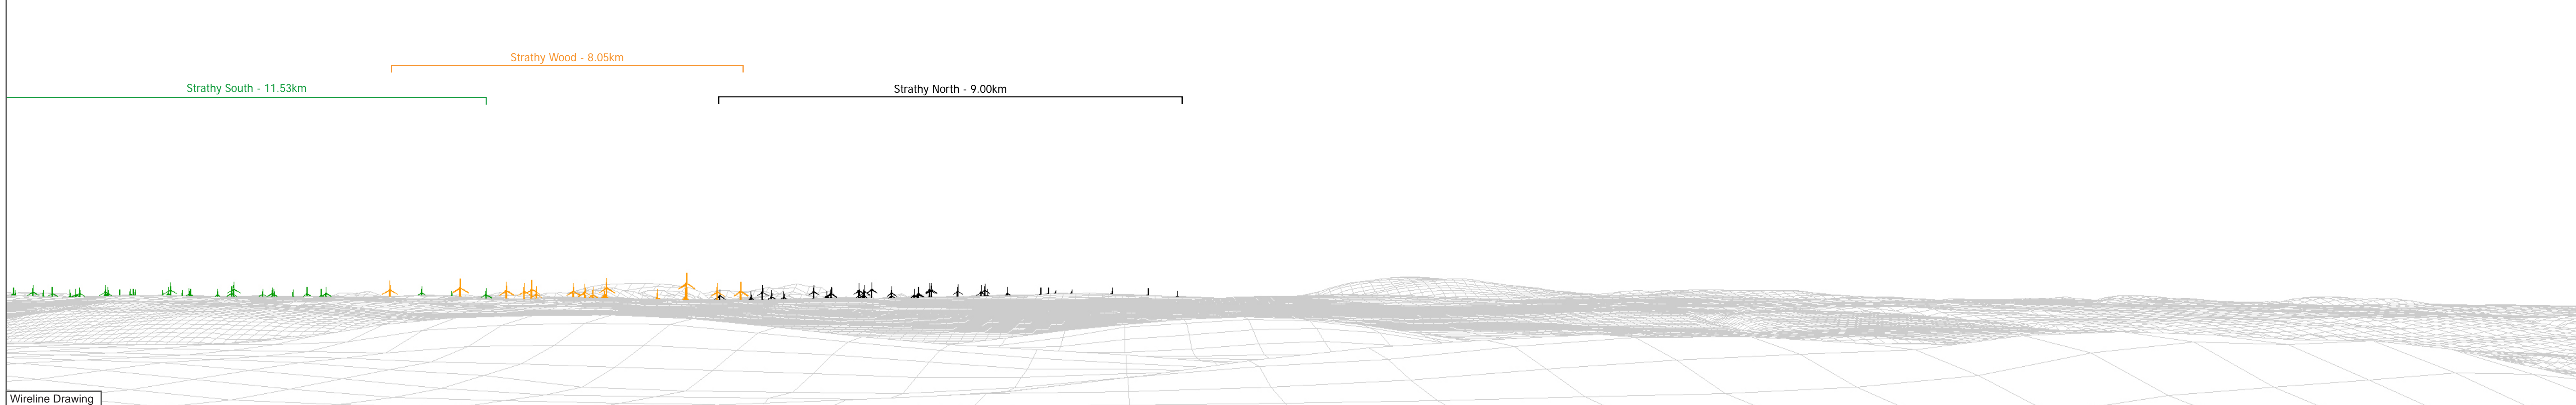 Strathy Wood - 8.05km
Strathy South - 11.53km
Strathy North - 9.00km
Wireline Drawing